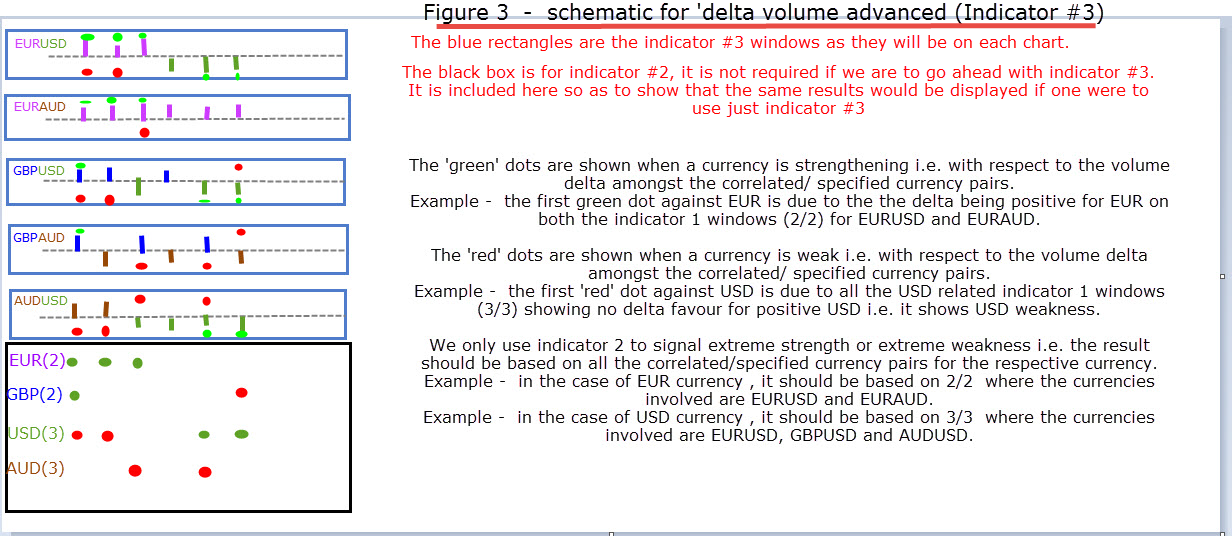 Figure 3 - schematic for 'delta volume advanced (Indicator #3)
The blue rectangles are the indicator #3 windows as they will be on each chart.
The black box is for indicator #2, it is not required if we are to go ahead with indicator #3.
It is included here so as to show that the same results would be displayed if one were to
use just indicator #3
EURUSD
EURAUD
GBPUSD
GBPAUD
AUDUSD
EUR(2)
GBP(2)
USD(3)
AUD(3)
The 'green' dots are shown when a currency is strengthening i.e. with respect to the volume
delta amongst the correlated/ specified currency pairs.
Example - the first green dot against EUR is due to the the delta being positive for EUR on
both the indicator 1 windows (2/2) for EURUSD and EURAUD.
The 'red' dots are shown when a currency is weak i.e. with respect to the volume delta
amongst the correlated/ specified currency pairs.
Example - the first 'red' dot against USD is due to all the USD related indicator 1 windows
(3/3) showing no delta favour for positive USD i.e. it shows USD weakness.
We only use indicator 2 to signal extreme strength or extreme weakness i.e. the result
should be based on all the correlated/specified currency pairs for the respective currency.
Example - in the case of EUR currency , it should be based on 2/2 where the currencies
involved are EURUSD and EURAUD.
Example - in the case of USD currency , it should be based on 3/3 where the currencies
involved are EURUSD, GBPUSD and AUDUSD.